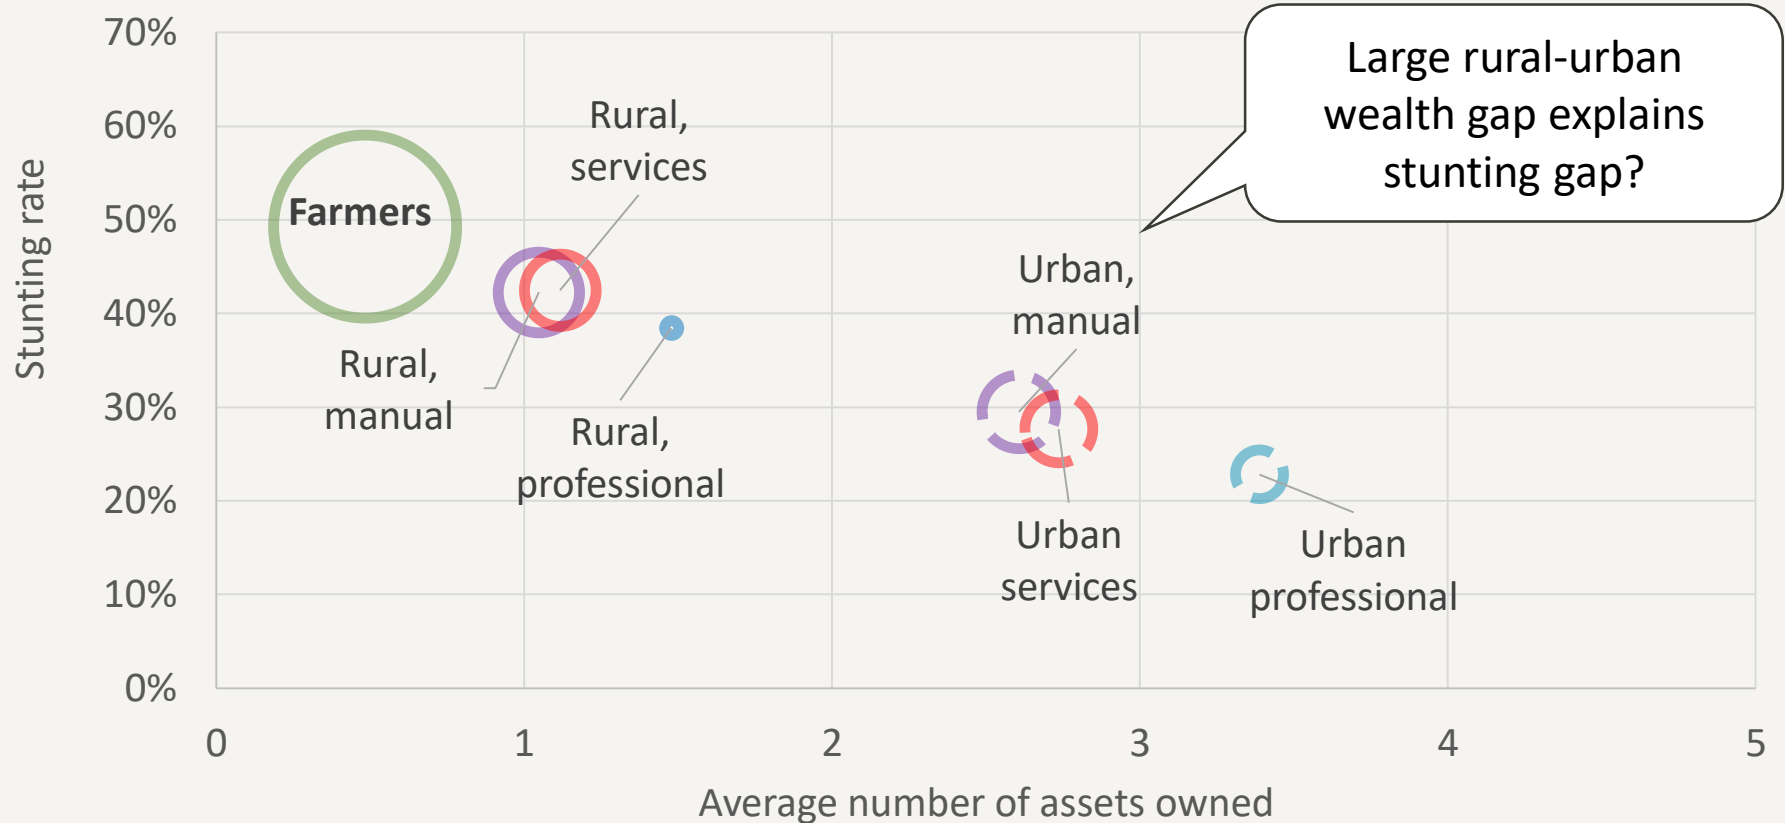 70%
60%
50%
40%
30%
20%
10%
0%
Stunting rate
0
1
2
3
4
5
Average number of assets owned
Farmers
Rural,
services
Rural,
manual
Rural,
professional
Urban,
manual
Urban
services
Urban
professional
Large rural-urban
wealth gap explains
stunting gap?